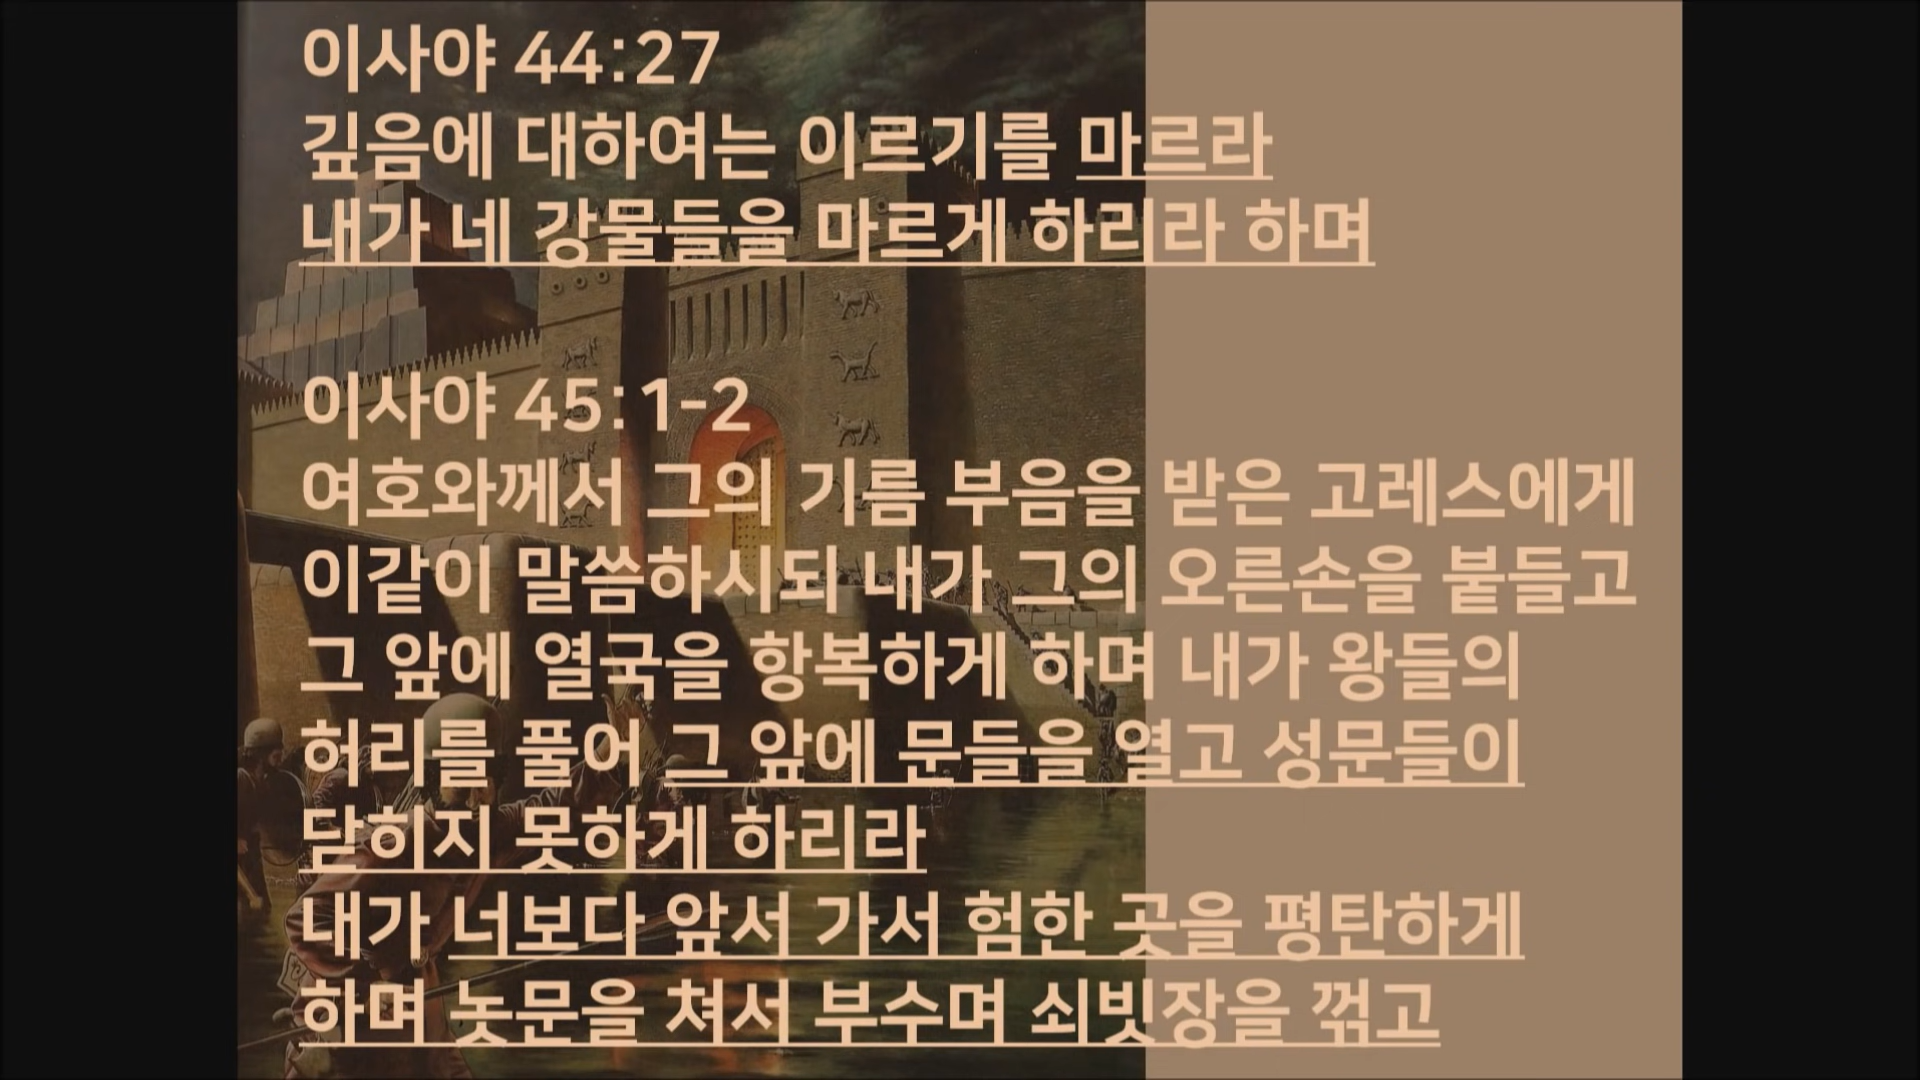 이사야 44:27
깊음에 대하여는 이르기를 마르라
내가 네 강물들을 마르게 하리라 하며
이사야 45:1-2
여호와께서 그의 기름 부음을 받은 고레스에게
이같이 말씀하시되 내가 그의 오른손을 붙들고
그 앞에 열국을 항복하게 하며 내가 왕들의
허리를 풀어 그 앞에 문들을 열고 성문들이
닫히지 못하게 하리라
내가 너보다 앞서 가서 험한 곳을 평탄하게
하며 놋문을 쳐서 부수며 쇠빗장을 꺾고